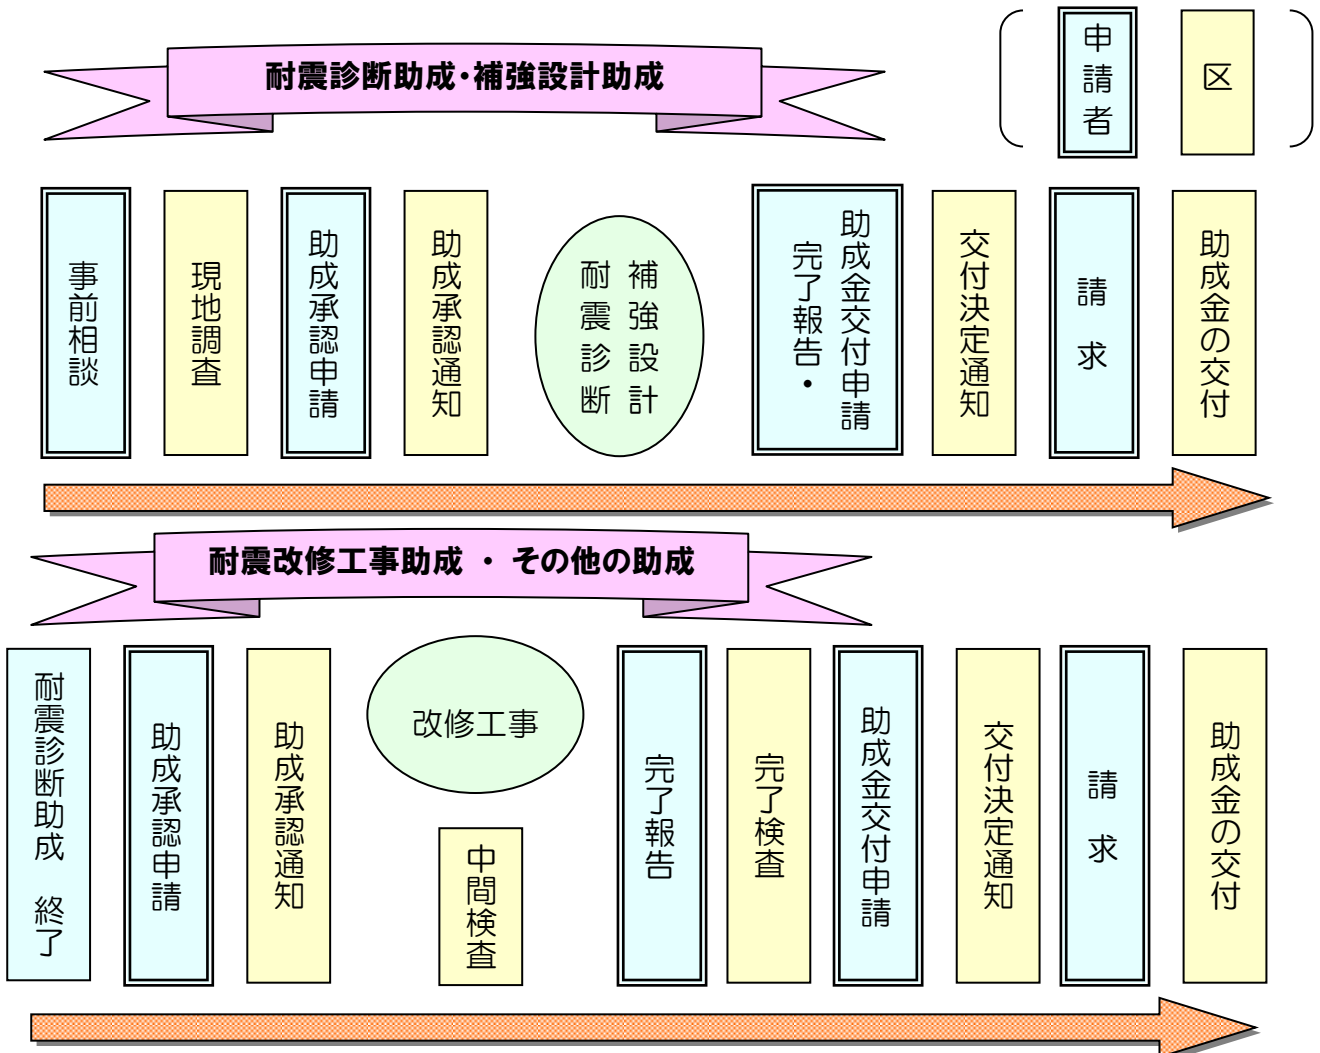 申請者
区
耐震診断助成・補強設計助成
事前相談
現地調査
助成承認申請
助成承認通知
補強設計
耐震診断
助成金交付申請
完了報告・
交付決定通知
請求
助成金の交付
耐震改修工事助成 ・ その他の助成
耐震診断助成 終了
助成承認申請
助成承認通知
改修工事
中間検査
完了報告
完了検査
助成金交付申請
交付決定通知
請求
助成金の交付